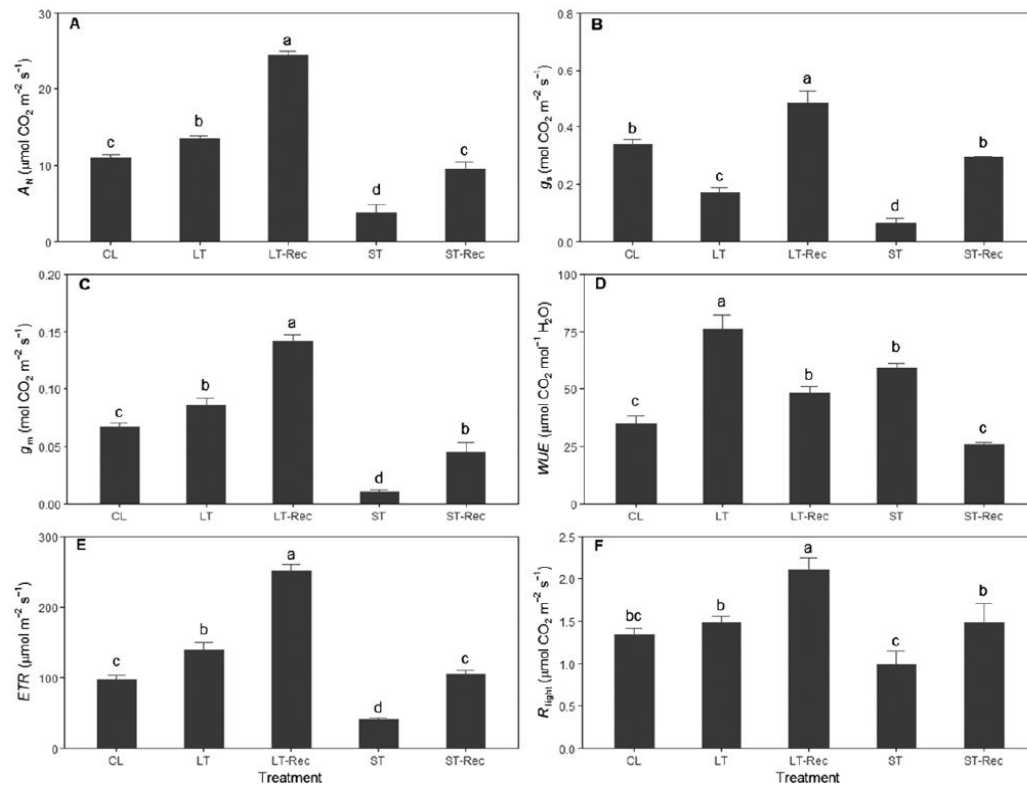 A
A_N (μmol CO₂ m⁻² s⁻¹)
30
20
10
0
c
b
a
d
c
CL LT LT-Rec ST ST-Rec
B
g_s (mol CO₂ m⁻² s⁻¹)
0.8
0.6
0.4
0.2
0.0
b
c
a
d
b
CL LT LT-Rec ST ST-Rec
C
g_m (mol CO₂ m⁻² s⁻¹)
0.20
0.15
0.10
0.05
0.00
c
b
a
d
b
CL LT LT-Rec ST ST-Rec
D
WUE (μmol CO₂ mol⁻¹ H₂O)
100
75
50
25
0
c
a
b
b
c
CL LT LT-Rec ST ST-Rec
E
ETR (μmol m⁻² s⁻¹)
300
200
100
0
c
b
a
d
c
CL LT LT-Rec ST ST-Rec
Treatment
F
R_light (μmol CO₂ m⁻² s⁻¹)
2.5
2.0
1.5
1.0
0.5
0.0
bc
b
a
c
b
CL LT LT-Rec ST ST-Rec
Treatment